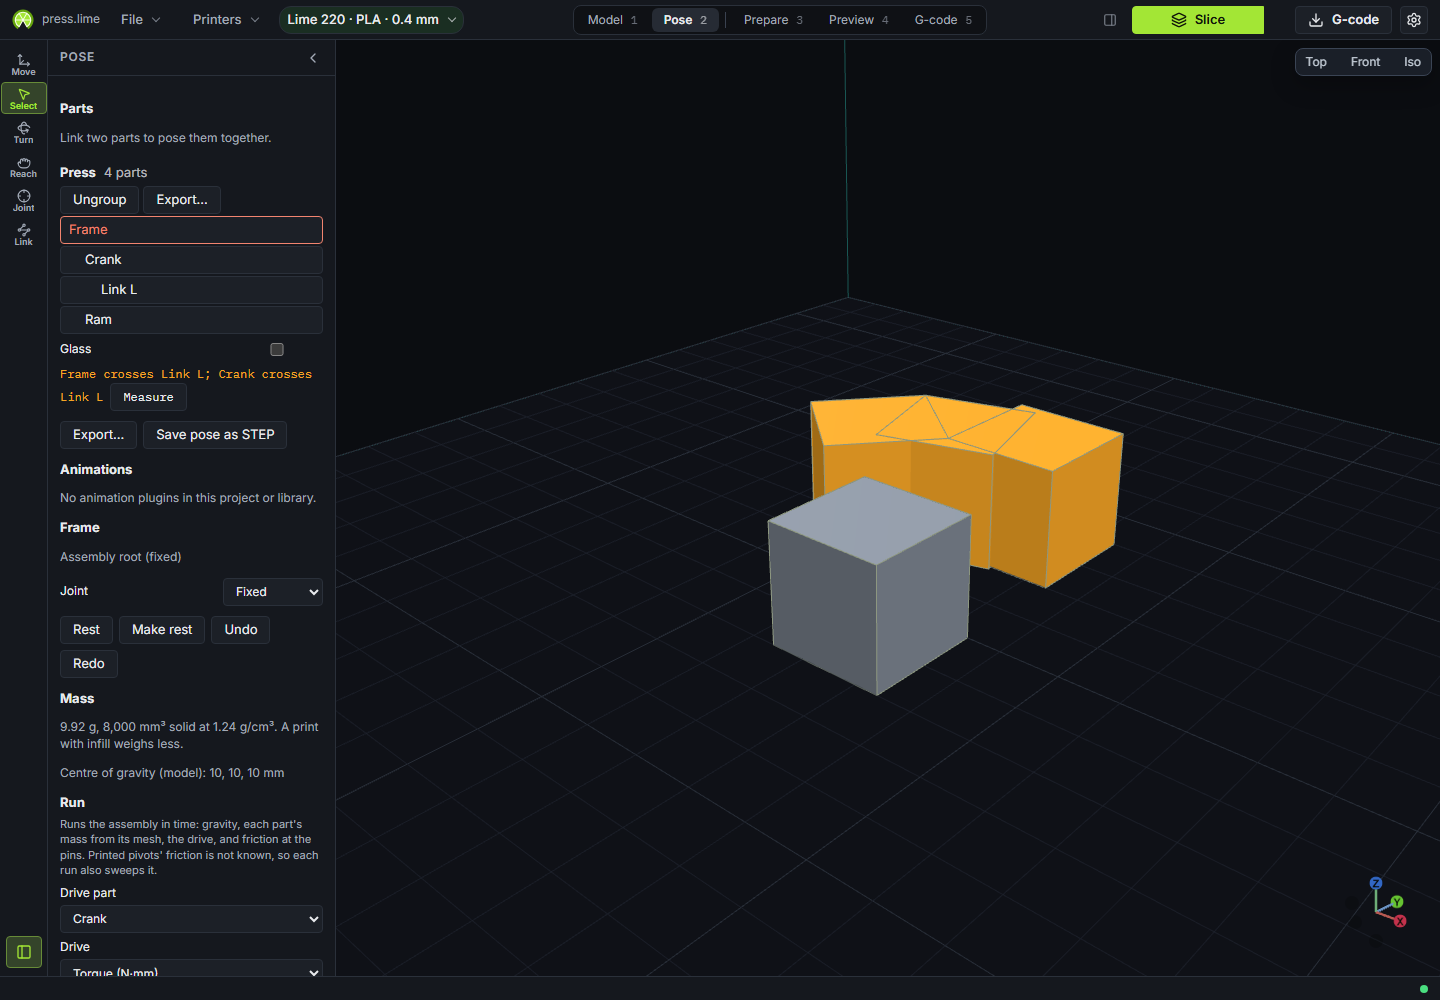 press.lime
File
Printers
Lime 220 · PLA · 0.4 mm
Model 1
Pose 2
Prepare 3
Preview 4
G-code 5
Slice
G-code
Move
Select
Turn
Reach
Joint
Link
POSE
Parts
Link two parts to pose them together.
Press 4 parts
Ungroup
Export...
Frame
Crank
Link L
Ram
Glass
Frame crosses Link L; Crank crosses
Link L
Measure
Export...
Save pose as STEP
Animations
No animation plugins in this project or library.
Frame
Assembly root (fixed)
Joint
Fixed
Rest
Make rest
Undo
Redo
Mass
9.92 g, 8,000 mm³ solid at 1.24 g/cm³. A print
with infill weighs less.
Centre of gravity (model): 10, 10, 10 mm
Run
Runs the assembly in time: gravity, each part's
mass from its mesh, the drive, and friction at the
pins. Printed pivots' friction is not known, so each
run also sweeps it.
Drive part
Crank
Drive
Torque (N·mm)
Top
Front
Iso
Z
Y
X